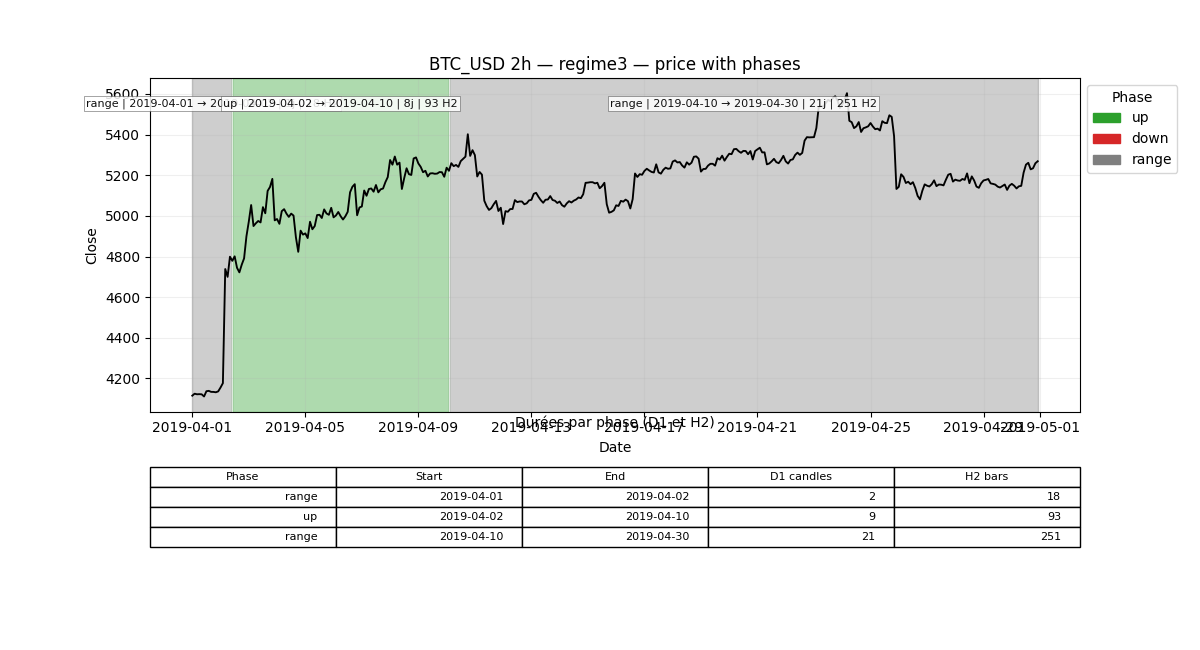 BTC_USD 2h — regime3 — price with phases
5600
5400
5200
5000
4800
4600
4400
4200
Close
range | 2019-04-01 → 20
up | 2019-04-02 → 2019-04-10 | 8j | 93 H2
range | 2019-04-10 → 2019-04-30 | 21j | 251 H2
Phase
up
down
range
Durées par phase (D1 et H2)
2019-04-01 2019-04-05 2019-04-09 2019-04-13 2019-04-17 2019-04-21 2019-04-25 2019-04-29 2019-05-01
Date
Phase Start End D1 candles H2 bars
range 2019-04-01 2019-04-02 2 18
up 2019-04-02 2019-04-10 9 93
range 2019-04-10 2019-04-30 21 251